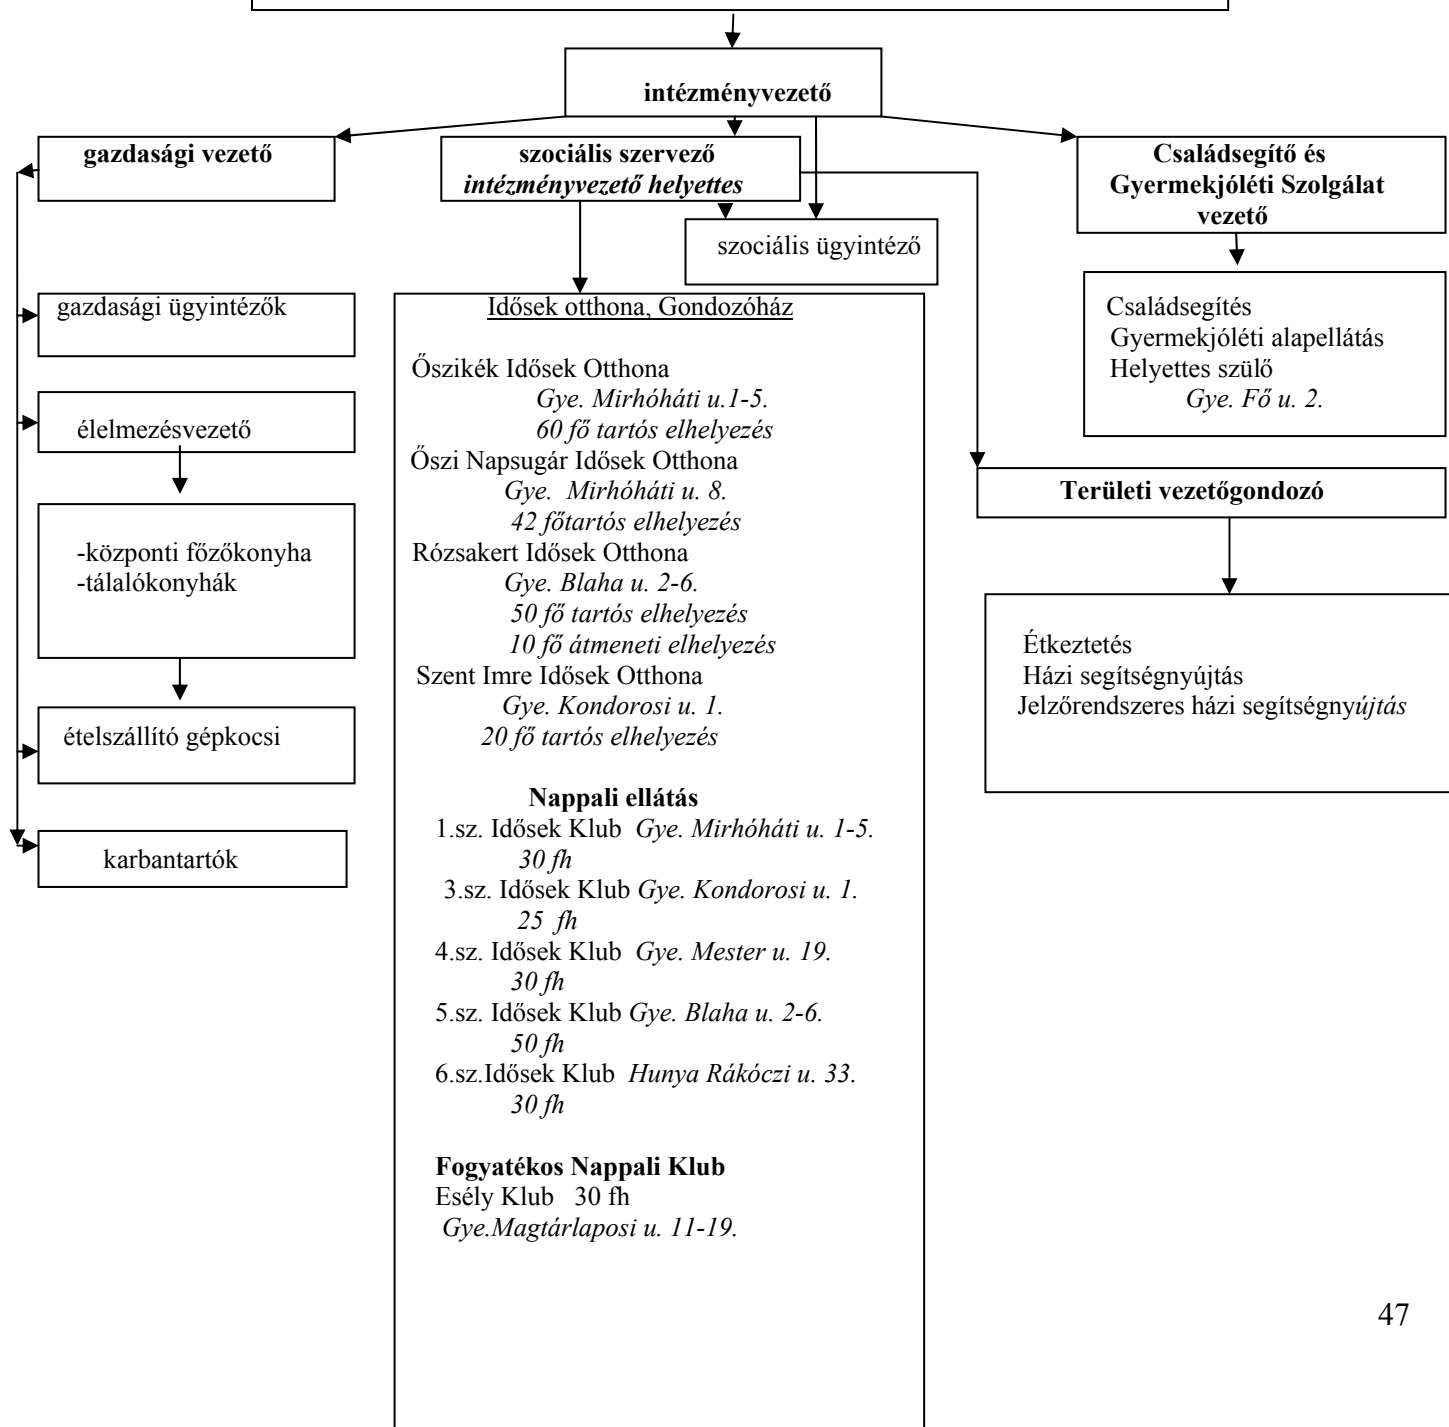 intézményvezető
gazdasági vezető
szociális szervező
intézményvezető helyettes
Családsegítő és
Gyermekjóléti Szolgálat
vezető
szociális ügyintéző
gazdasági ügyintézők
élelmezésvezető
-központi főzőkonyha
-tálalókonyhák
ételszállító gépkocsi
karbantartók
Idősek otthona, Gondozóház
Őszikék Idősek Otthona
Gye. Mirhóháti u.1-5.
60 fő tartós elhelyezés
Őszi Napsugár Idősek Otthona
Gye. Mirhóháti u. 8.
42 főtartós elhelyezés
Rózsakert Idősek Otthona
Gye. Blaha u. 2-6.
50 fő tartós elhelyezés
10 fő átmeneti elhelyezés
Szent Imre Idősek Otthona
Gye. Kondorosi u. 1.
20 fő tartós elhelyezés
Nappali ellátás
1.sz. Idősek Klub Gye. Mirhóháti u. 1-5.
30 fh
3.sz. Idősek Klub Gye. Kondorosi u. 1.
25 fh
4.sz. Idősek Klub Gye. Mester u. 19.
30 fh
5.sz. Idősek Klub Gye. Blaha u. 2-6.
50 fh
6.sz.Idősek Klub Hunya Rákóczi u. 33.
30 fh
Fogyatékos Nappali Klub
Esély Klub 30 fh
Gye.Magtárlaposi u. 11-19.
Családsegítés
Gyermekjóléti alapellátás
Helyettes szülő
Gye. Fő u. 2.
Területi vezetőgondozó
Étkeztetés
Házi segítségnyújtás
Jelzőrendszeres házi segítségnyújtás
47